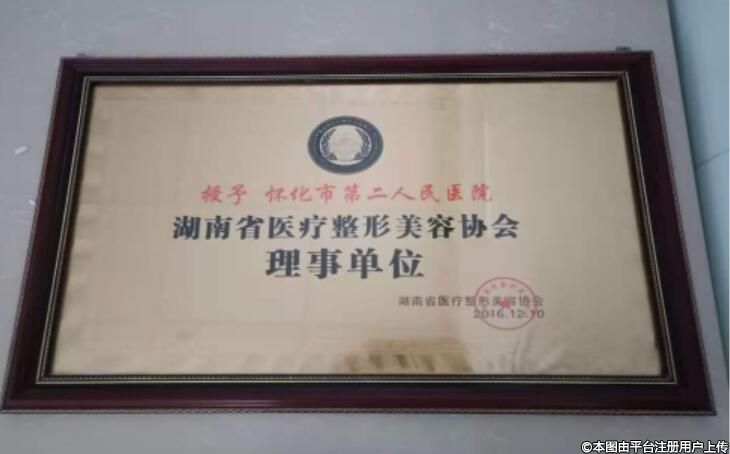 授予 怀化市第二人民医院
湖南省医疗整形美容协会
理事单位
湖南省医疗整形美容协会
2016.12.10
©本图由平台注册用户上传